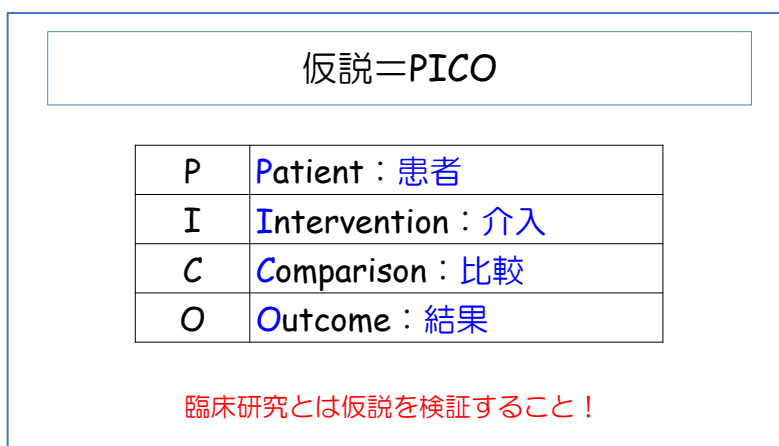 仮説＝PICO
P Patient：患者
I Intervention：介入
C Comparison：比較
O Outcome：結果
臨床研究とは仮説を検証すること！